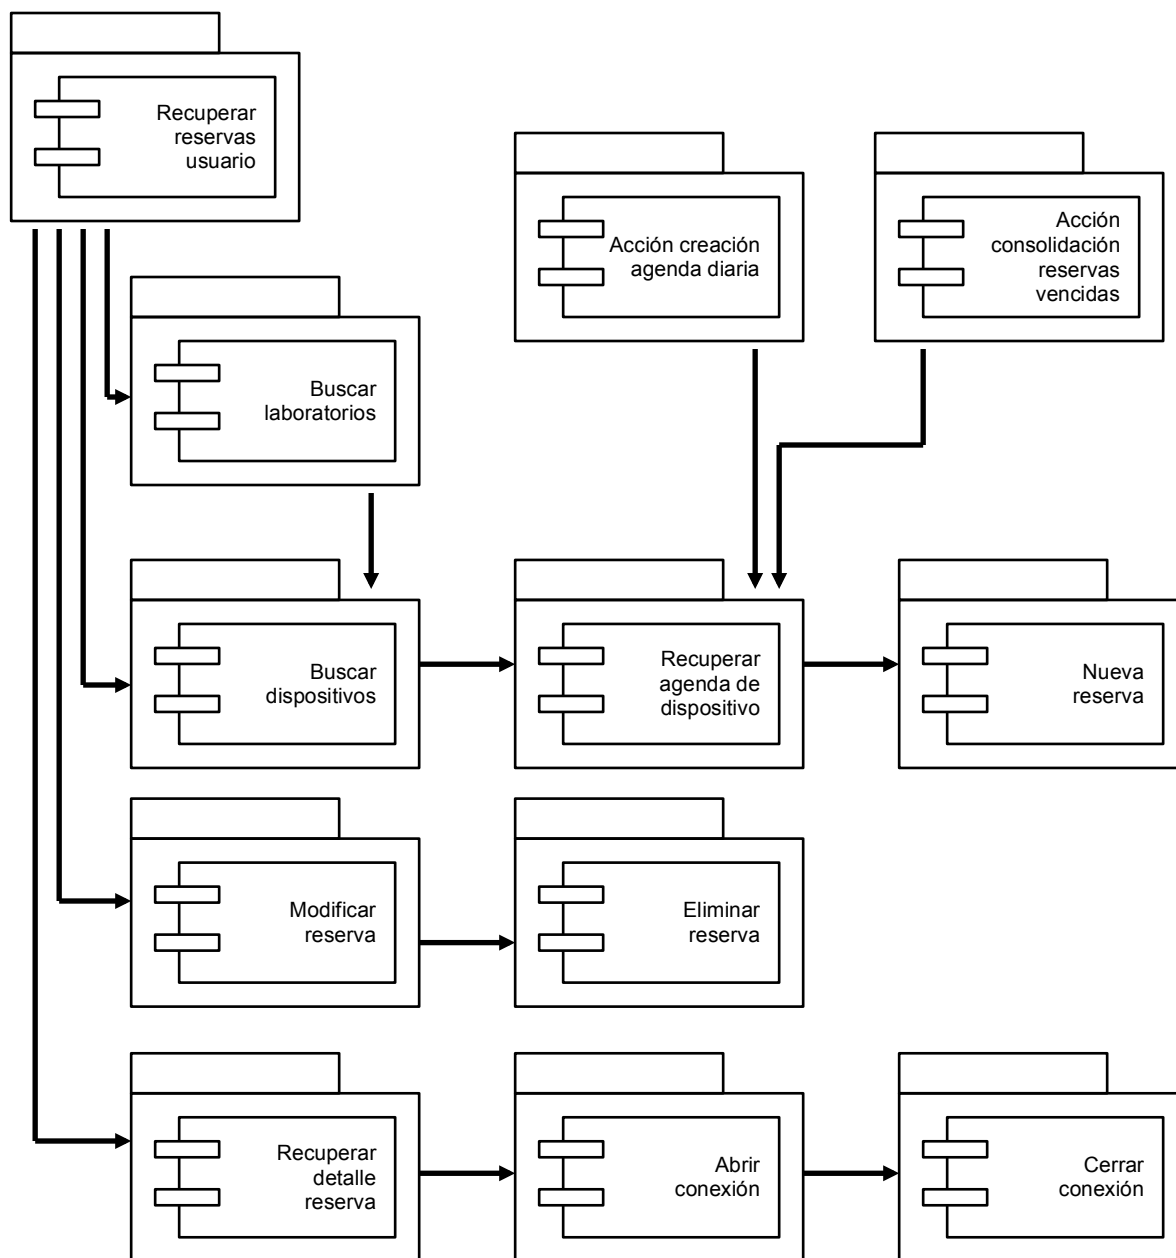 Recuperar
reservas
usuario
Acción creación
agenda diaria
Acción
consolidación
reservas
vencidas
Buscar
laboratorios
Buscar
dispositivos
Recuperar
agenda de
dispositivo
Nueva
reserva
Modificar
reserva
Eliminar
reserva
Recuperar
detalle
reserva
Abrir
conexión
Cerrar
conexión